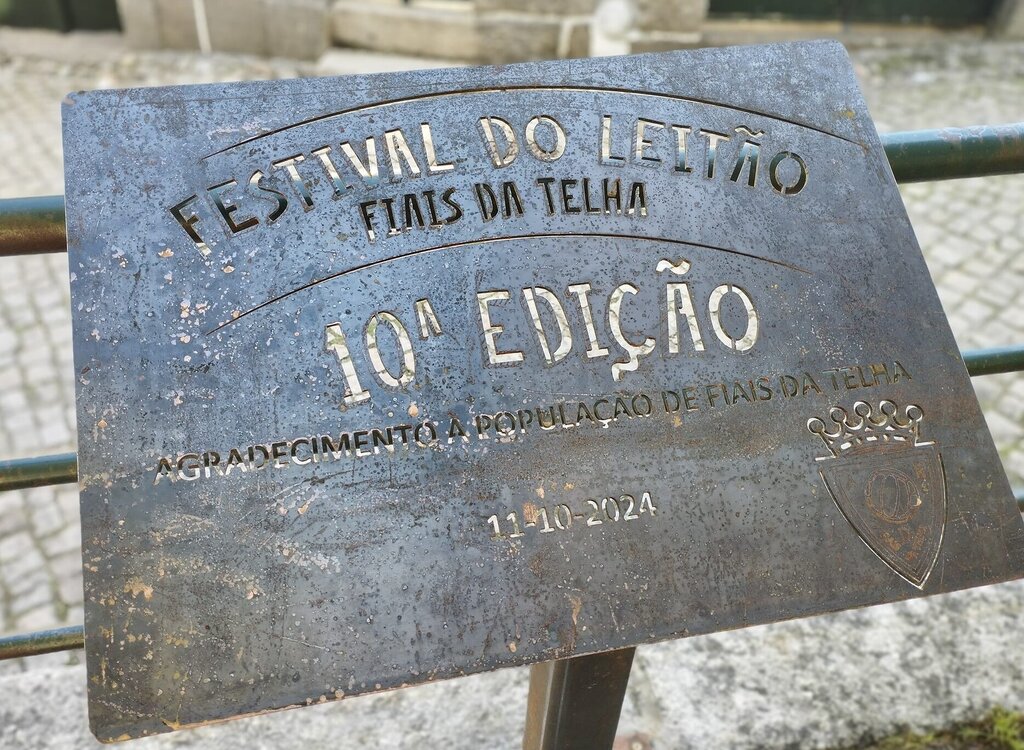 FESTIVAL DO LEITÃO
FIAIS DA TELHA
10ª EDIÇÃO
AGRADECIMENTO À POPULAÇÃO DE FIAIS DA TELHA
11-10-2024